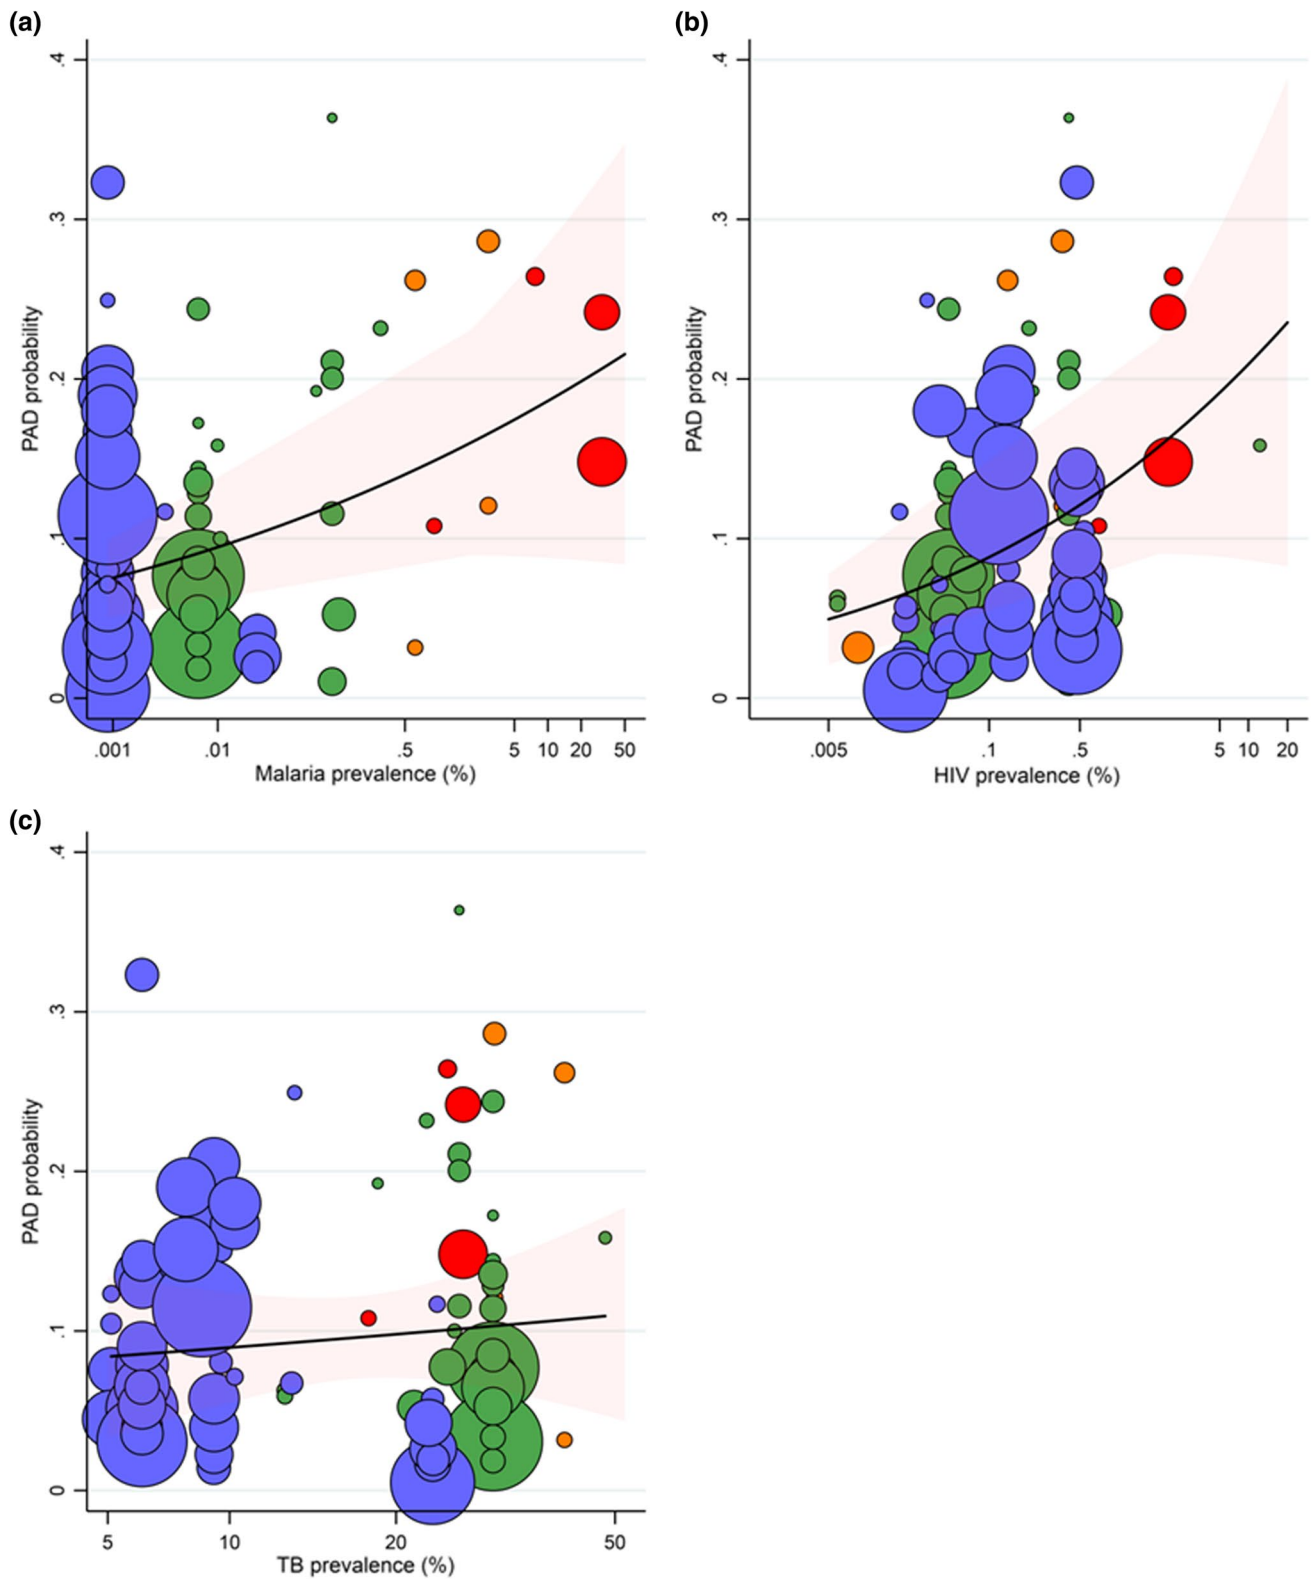 (a)
.4
.3
.2
.1
0
PAD probability
.001 .01 .5 5 10 20 50
Malaria prevalence (%)
(b)
.4
.3
.2
.1
0
PAD probability
.005 .1 .5 5 10 20
HIV prevalence (%)
(c)
.4
.3
.2
.1
0
PAD probability
5 10 20 50
TB prevalence (%)